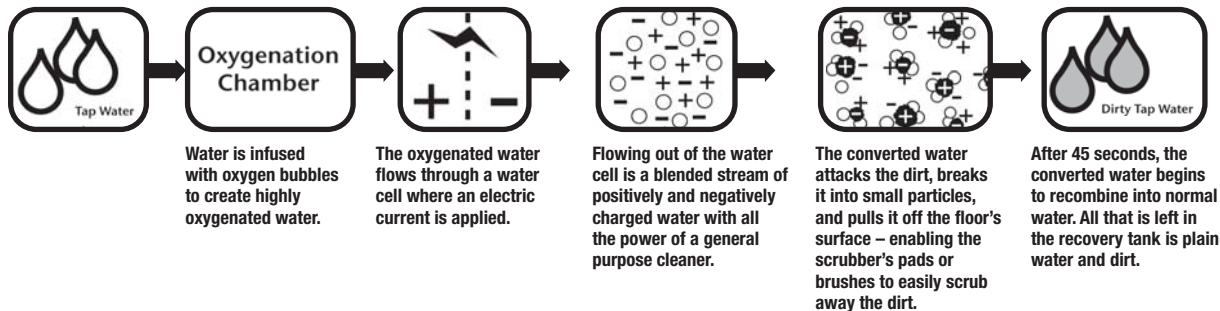 Tap Water
Oxygenation
Chamber
+ -
Dirty Tap Water
Water is infused
with oxygen bubbles
to create highly
oxygenated water.
The oxygenated water
flows through a water
cell where an electric
current is applied.
Flowing out of the water
cell is a blended stream of
positively and negatively
charged water with all
the power of a general
purpose cleaner.
The converted water
attacks the dirt, breaks
it into small particles,
and pulls it off the floor’s
surface – enabling the
scrubber’s pads or
brushes to easily scrub
away the dirt.
After 45 seconds, the
converted water begins
to recombine into normal
water. All that is left in
the recovery tank is plain
water and dirt.